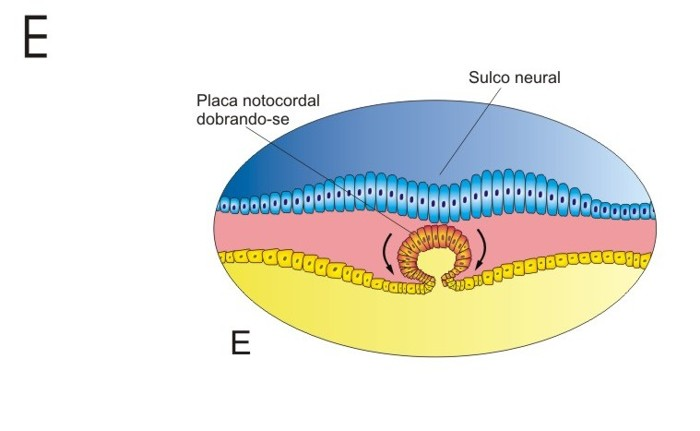 E
Sulco neural
Placa notocordal
dobrando-se
E